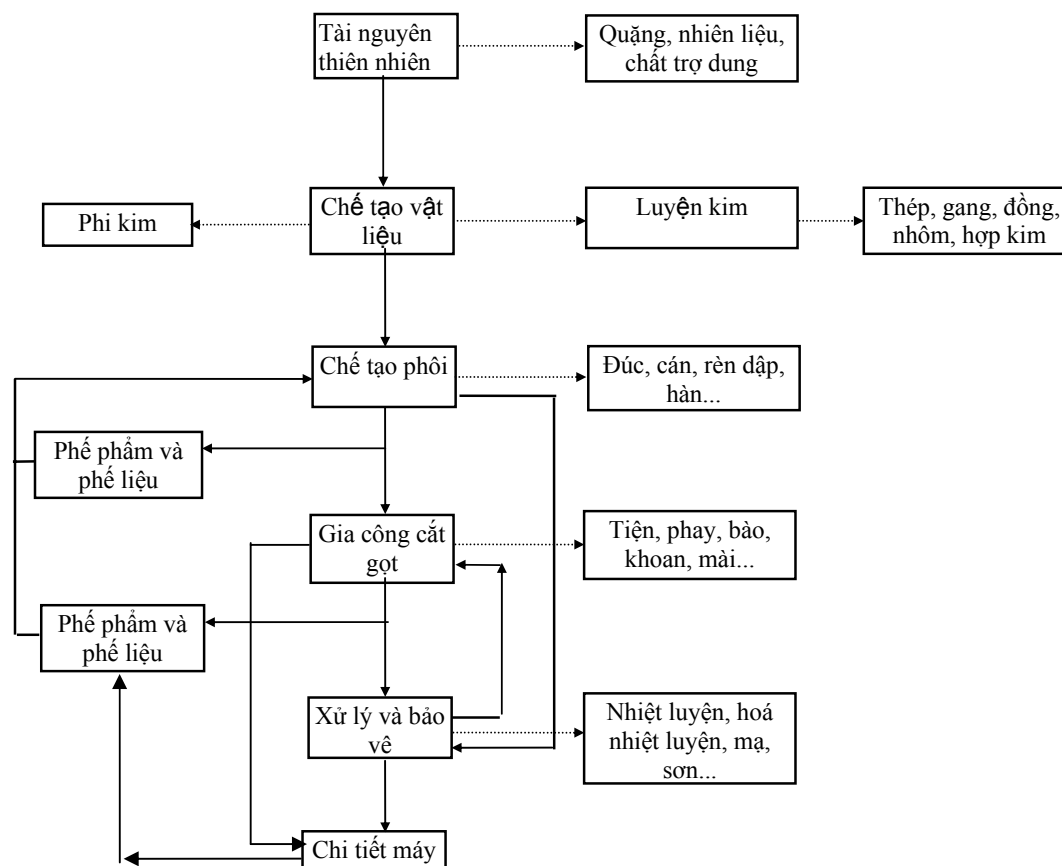 Tài nguyên
thiên nhiên
Quặng, nhiên liệu,
chất trợ dung
Phi kim
Chế tạo vật
liệu
Luyện kim
Thép, gang, đồng,
nhôm, hợp kim
Chế tạo phôi
Đúc, cán, rèn dập,
hàn...
Phế phẩm và
phế liệu
Gia công cắt
gọt
Tiện, phay, bào,
khoan, mài...
Phế phẩm và
phế liệu
Xử lý và bảo
vê
Nhiệt luyện, hoá
nhiệt luyện, mạ,
sơn...
Chi tiết máy